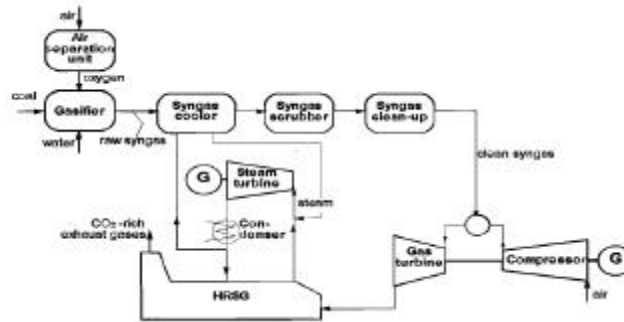 air
Air
separation
unit
oxygen
coal
Gasifier
water
raw syngas
Syngas
cooler
Syngas
scrubber
Syngas
clean-up
clean syngas
G
Steam
turbine
steam
Con-
denser
CO₂-rich
exhaust gases
HRSG
Gas
turbine
Compressor
G
air